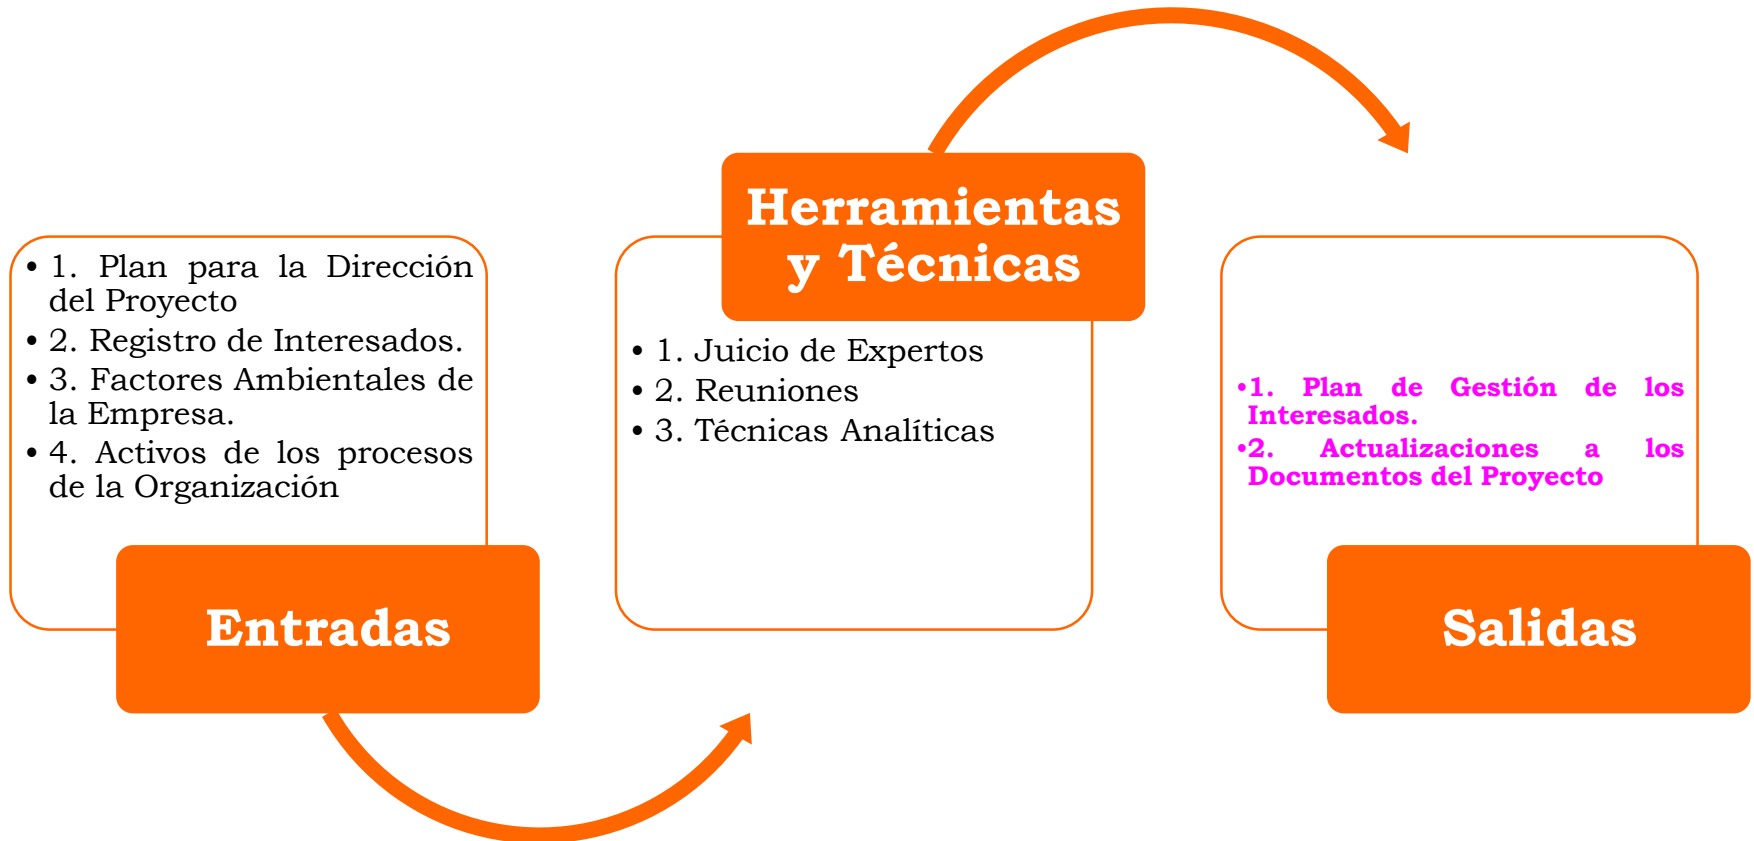 • 1. Plan para la Dirección
del Proyecto
• 2. Registro de Interesados.
• 3. Factores Ambientales de
la Empresa.
• 4. Activos de los procesos
de la Organización
Entradas
Herramientas
y Técnicas
• 1. Juicio de Expertos
• 2. Reuniones
• 3. Técnicas Analíticas
•1. Plan de Gestión de los
Interesados.
•2. Actualizaciones a los
Documentos del Proyecto
Salidas